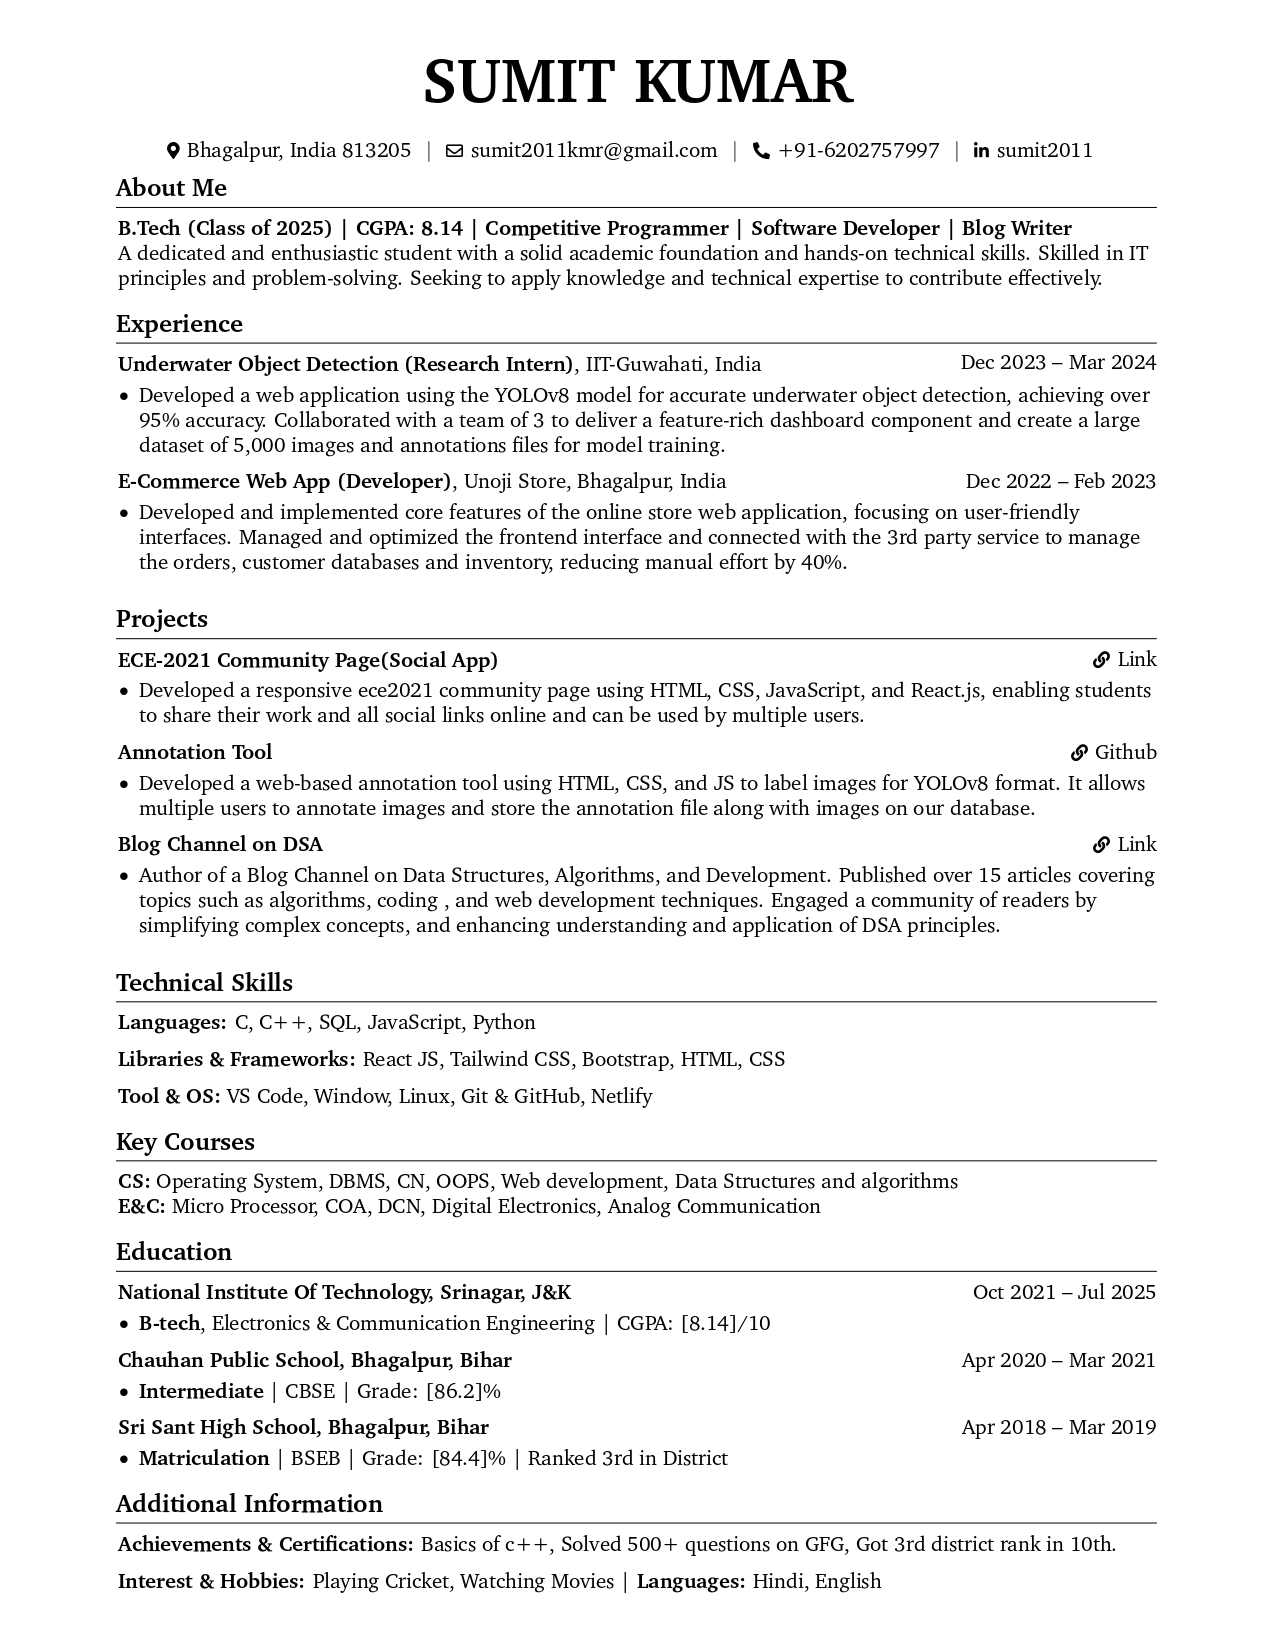 SUMIT KUMAR
Bhagalpur, India 813205 | sumit2011kmr@gmail.com | +91-6202757997 | in sumit2011
About Me
B.Tech (Class of 2025) | CGPA: 8.14 | Competitive Programmer | Software Developer | Blog Writer
A dedicated and enthusiastic student with a solid academic foundation and hands-on technical skills. Skilled in IT
principles and problem-solving. Seeking to apply knowledge and technical expertise to contribute effectively.
Experience
Underwater Object Detection (Research Intern), IIT-Guwahati, India Dec 2023 – Mar 2024
• Developed a web application using the YOLOv8 model for accurate underwater object detection, achieving over
95% accuracy. Collaborated with a team of 3 to deliver a feature-rich dashboard component and create a large
dataset of 5,000 images and annotations files for model training.
E-Commerce Web App (Developer), Unoji Store, Bhagalpur, India Dec 2022 – Feb 2023
• Developed and implemented core features of the online store web application, focusing on user-friendly
interfaces. Managed and optimized the frontend interface and connected with the 3rd party service to manage
the orders, customer databases and inventory, reducing manual effort by 40%.
Projects
ECE-2021 Community Page(Social App) Link
• Developed a responsive ece2021 community page using HTML, CSS, JavaScript, and React.js, enabling students
to share their work and all social links online and can be used by multiple users.
Annotation Tool Github
• Developed a web-based annotation tool using HTML, CSS, and JS to label images for YOLOv8 format. It allows
multiple users to annotate images and store the annotation file along with images on our database.
Blog Channel on DSA Link
• Author of a Blog Channel on Data Structures, Algorithms, and Development. Published over 15 articles covering
topics such as algorithms, coding , and web development techniques. Engaged a community of readers by
simplifying complex concepts, and enhancing understanding and application of DSA principles.
Technical Skills
Languages: C, C++, SQL, JavaScript, Python
Libraries & Frameworks: React JS, Tailwind CSS, Bootstrap, HTML, CSS
Tool & OS: VS Code, Window, Linux, Git & GitHub, Netlify
Key Courses
CS: Operating System, DBMS, CN, OOPS, Web development, Data Structures and algorithms
E&C: Micro Processor, COA, DCN, Digital Electronics, Analog Communication
Education
National Institute Of Technology, Srinagar, J&K Oct 2021 – Jul 2025
• B-tech, Electronics & Communication Engineering | CGPA: [8.14]/10
Chauhan Public School, Bhagalpur, Bihar Apr 2020 – Mar 2021
• Intermediate | CBSE | Grade: [86.2]%
Sri Sant High School, Bhagalpur, Bihar Apr 2018 – Mar 2019
• Matriculation | BSEB | Grade: [84.4]% | Ranked 3rd in District
Additional Information
Achievements & Certifications: Basics of c++, Solved 500+ questions on GFG, Got 3rd district rank in 10th.
Interest & Hobbies: Playing Cricket, Watching Movies | Languages: Hindi, English